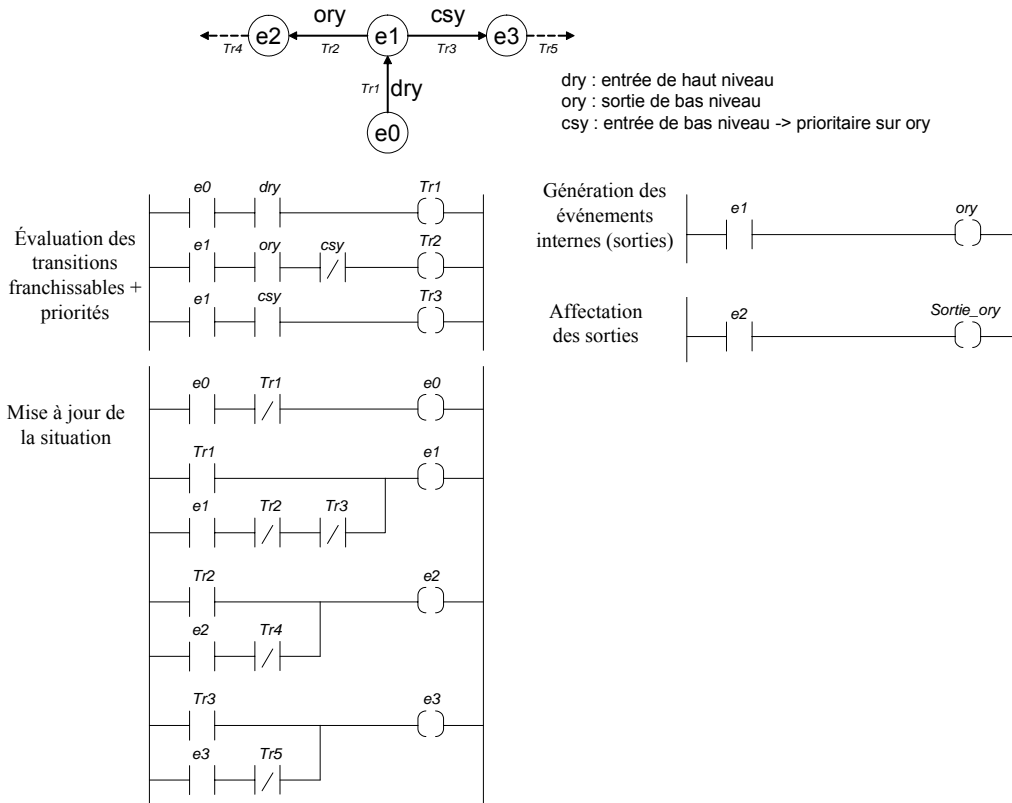 ory csy
e2 e1 e3
Tr4 Tr2 Tr3 Tr5
Tr1 dry
e0
dry : entrée de haut niveau
ory : sortie de bas niveau
csy : entrée de bas niveau -> prioritaire sur ory
Évaluation des
transitions
franchissables +
priorités
e0 dry Tr1
e1 ory csy Tr2
e1 csy Tr3
Génération des
événements
internes (sorties)
e1 ory
Affectation
des sorties
e2 Sortie_ory
Mise à jour de
la situation
e0 Tr1 e0
Tr1 e1
e1 Tr2 Tr3
Tr2 e2
e2 Tr4
Tr3 e3
e3 Tr5